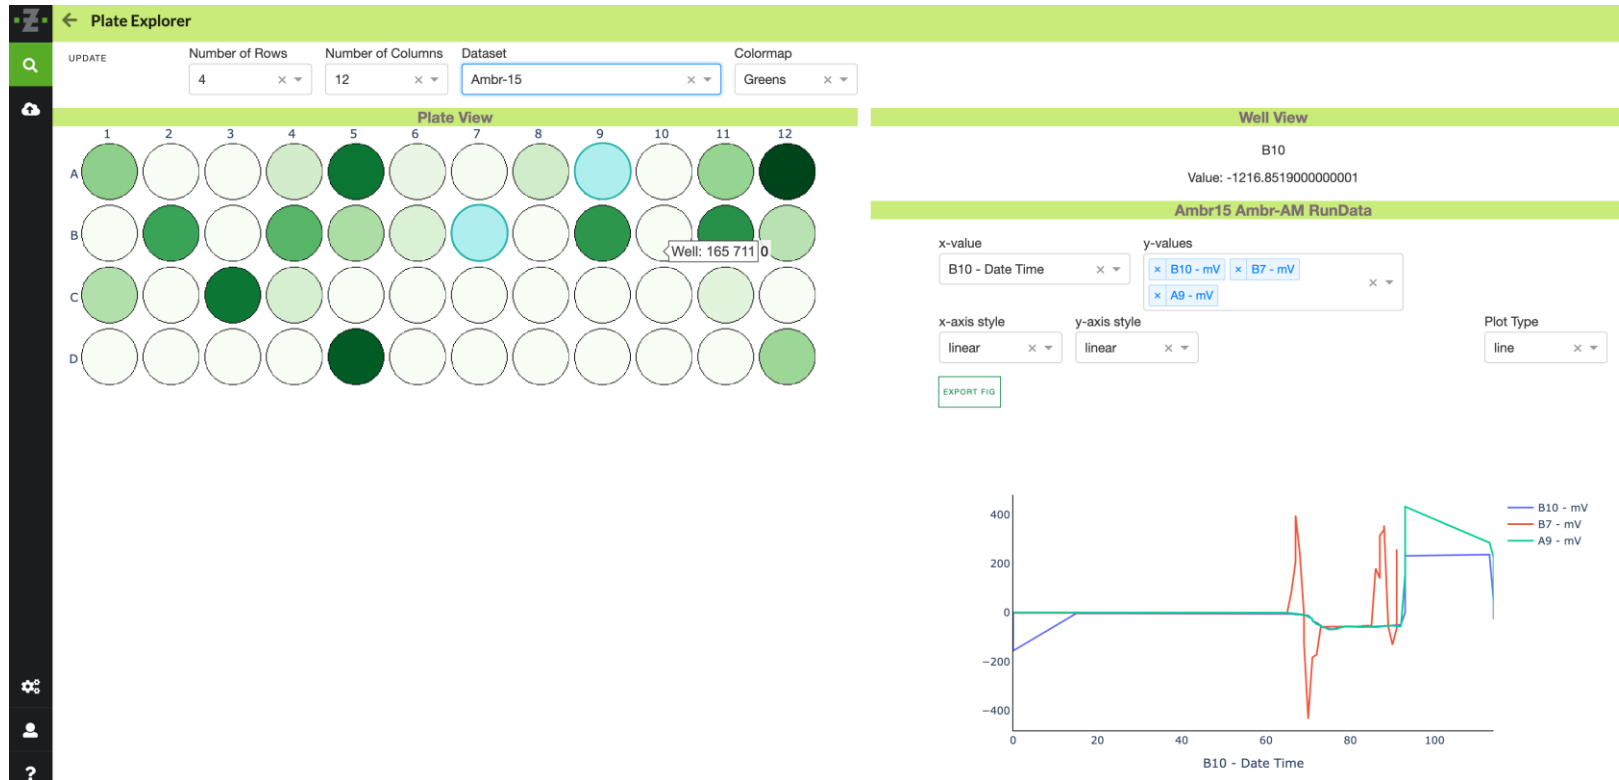 Z
Plate Explorer
UPDATE
Number of Rows
Number of Columns
Dataset
Colormap
4
12
Ambr-15
Greens
Plate View
1 2 3 4 5 6 7 8 9 10 11 12
A
B
C
D
Well: 165 711
0
Well View
B10
Value: -1216.8519000000001
Ambr15 Ambr-AM RunData
x-value
y-values
B10 - Date Time
× B10 - mV × B7 - mV
× A9 - mV
x-axis style
y-axis style
Plot Type
linear
linear
line
EXPORT FIG
400
200
0
−200
−400
0 20 40 60 80 100
B10 - Date Time
B10 - mV
B7 - mV
A9 - mV
?